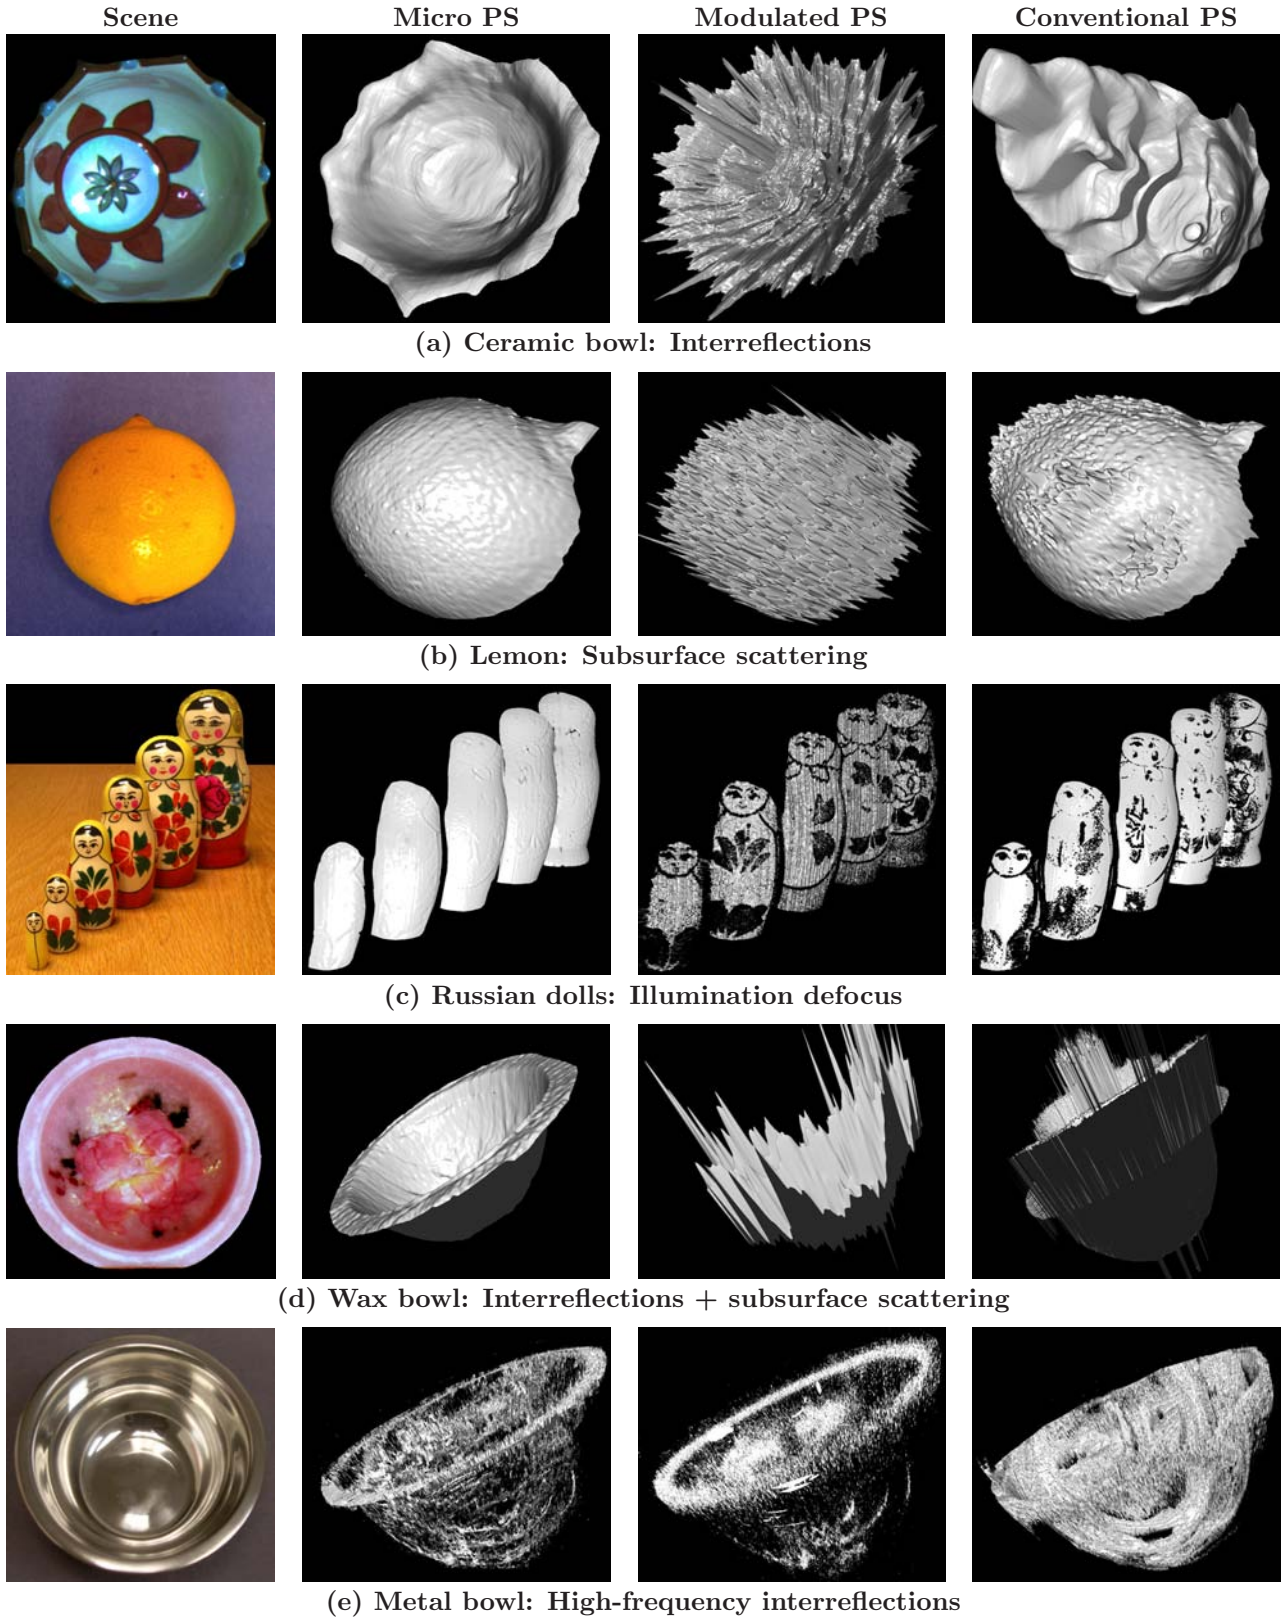 Scene Micro PS Modulated PS Conventional PS
(a) Ceramic bowl: Interreflections
(b) Lemon: Subsurface scattering
(c) Russian dolls: Illumination defocus
(d) Wax bowl: Interreflections + subsurface scattering
(e) Metal bowl: High-frequency interreflections